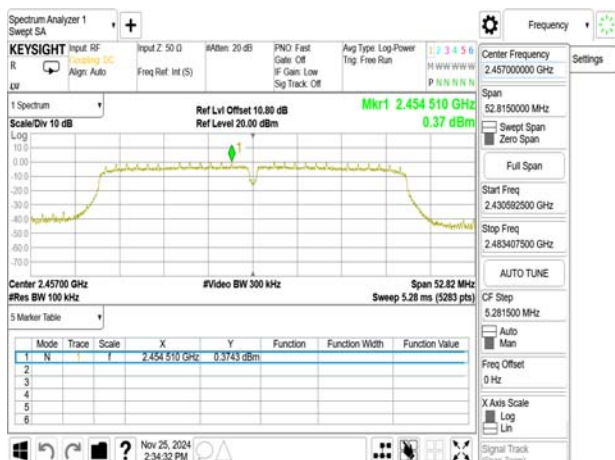 Spectrum Analyzer 1
Swept SA
+
Frequency
KEYSIGHT
R
Input: RF
Coupling: DC
Align: Auto
Input Z: 50 Ω
Freq Ref: Int (S)
#Atten: 20 dB
PNO: Fast
Gate: Off
IF Gain: Low
Sig Track: Off
Avg Type: Log-Power
Trig: Free Run
1 2 3 4 5 6
M W W W W W
P N N N N N
Center Frequency
2.457000000 GHz
Settings
Span
52.8150000 MHz
Swept Span
Zero Span
Full Span
Start Freq
2.430592500 GHz
Stop Freq
2.483407500 GHz
AUTO TUNE
CF Step
5.281500 MHz
Auto
Man
Freq Offset
0 Hz
X Axis Scale
Log
Lin
Signal Track
1 Spectrum
Scale/Div 10 dB
Ref Lvl Offset 10.80 dB
Ref Level 20.00 dBm
Mkr1 2.454 510 GHz
0.37 dBm
Log
10.0
0.00
-10.0
-20.0
-30.0
-40.0
-50.0
-60.0
-70.0
1
Center 2.45700 GHz
#Res BW 100 kHz
#Video BW 300 kHz
Span 52.82 MHz
Sweep 5.28 ms (5283 pts)
5 Marker Table
Mode Trace Scale X Y Function Function Width Function Value
1 N 1 f 2.454 510 GHz 0.3743 dBm
2
3
4
5
6
?
Nov 25, 2024
2:34:32 PM